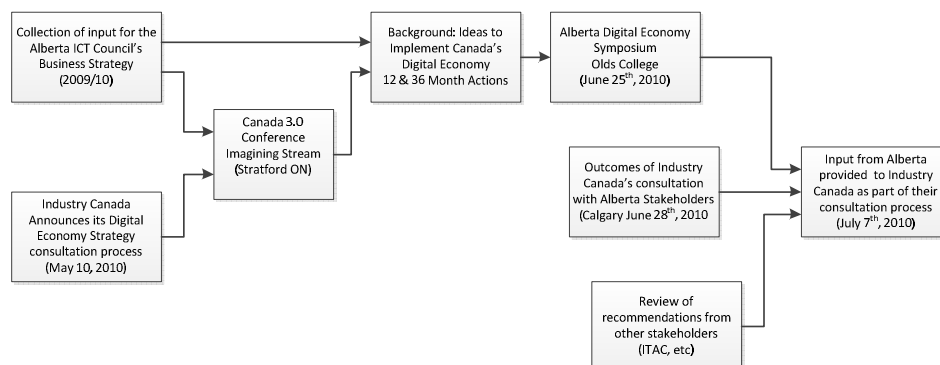 Collection of input for the
Alberta ICT Council's
Business Strategy
(2009/10)
Industry Canada
Announces its Digital
Economy Strategy
consultation process
(May 10, 2010)
Canada 3.0
Conference
Imagining Stream
(Stratford ON)
Background: Ideas to
Implement Canada's
Digital Economy
12 & 36 Month Actions
Alberta Digital Economy
Symposium
Olds College
(June 25th, 2010)
Outcomes of Industry
Canada's consultation
with Alberta Stakeholders
(Calgary June 28th, 2010
Review of
recommendations from
other stakeholders
(ITAC, etc)
Input from Alberta
provided to Industry
Canada as part of their
consultation process
(July 7th, 2010)